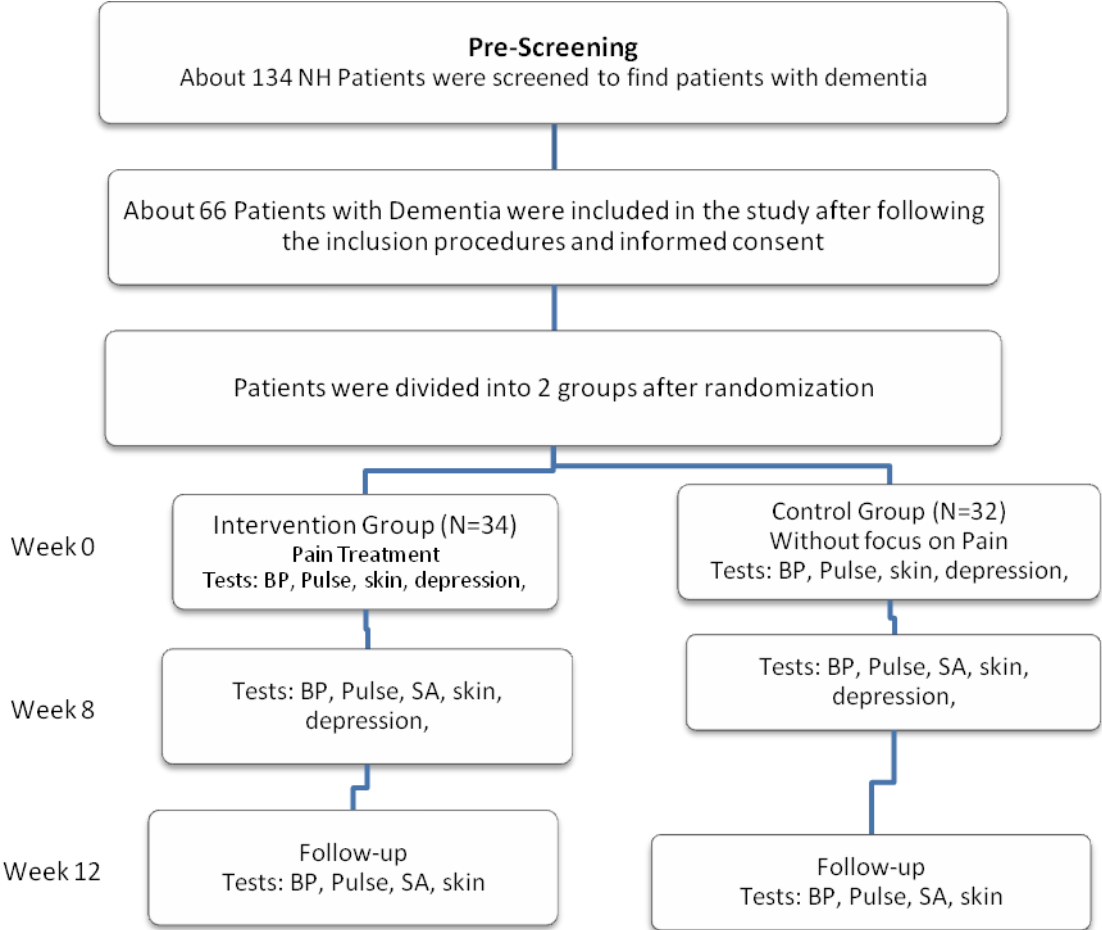 Pre-Screening
About 134 NH Patients were screened to find patients with dementia
About 66 Patients with Dementia were included in the study after following
the inclusion procedures and informed consent
Patients were divided into 2 groups after randomization
Week 0
Intervention Group (N=34)
Pain Treatment
Tests: BP, Pulse, skin, depression,
Control Group (N=32)
Without focus on Pain
Tests: BP, Pulse, skin, depression,
Week 8
Tests: BP, Pulse, SA, skin,
depression,
Tests: BP, Pulse, SA, skin,
depression,
Week 12
Follow-up
Tests: BP, Pulse, SA, skin
Follow-up
Tests: BP, Pulse, SA, skin